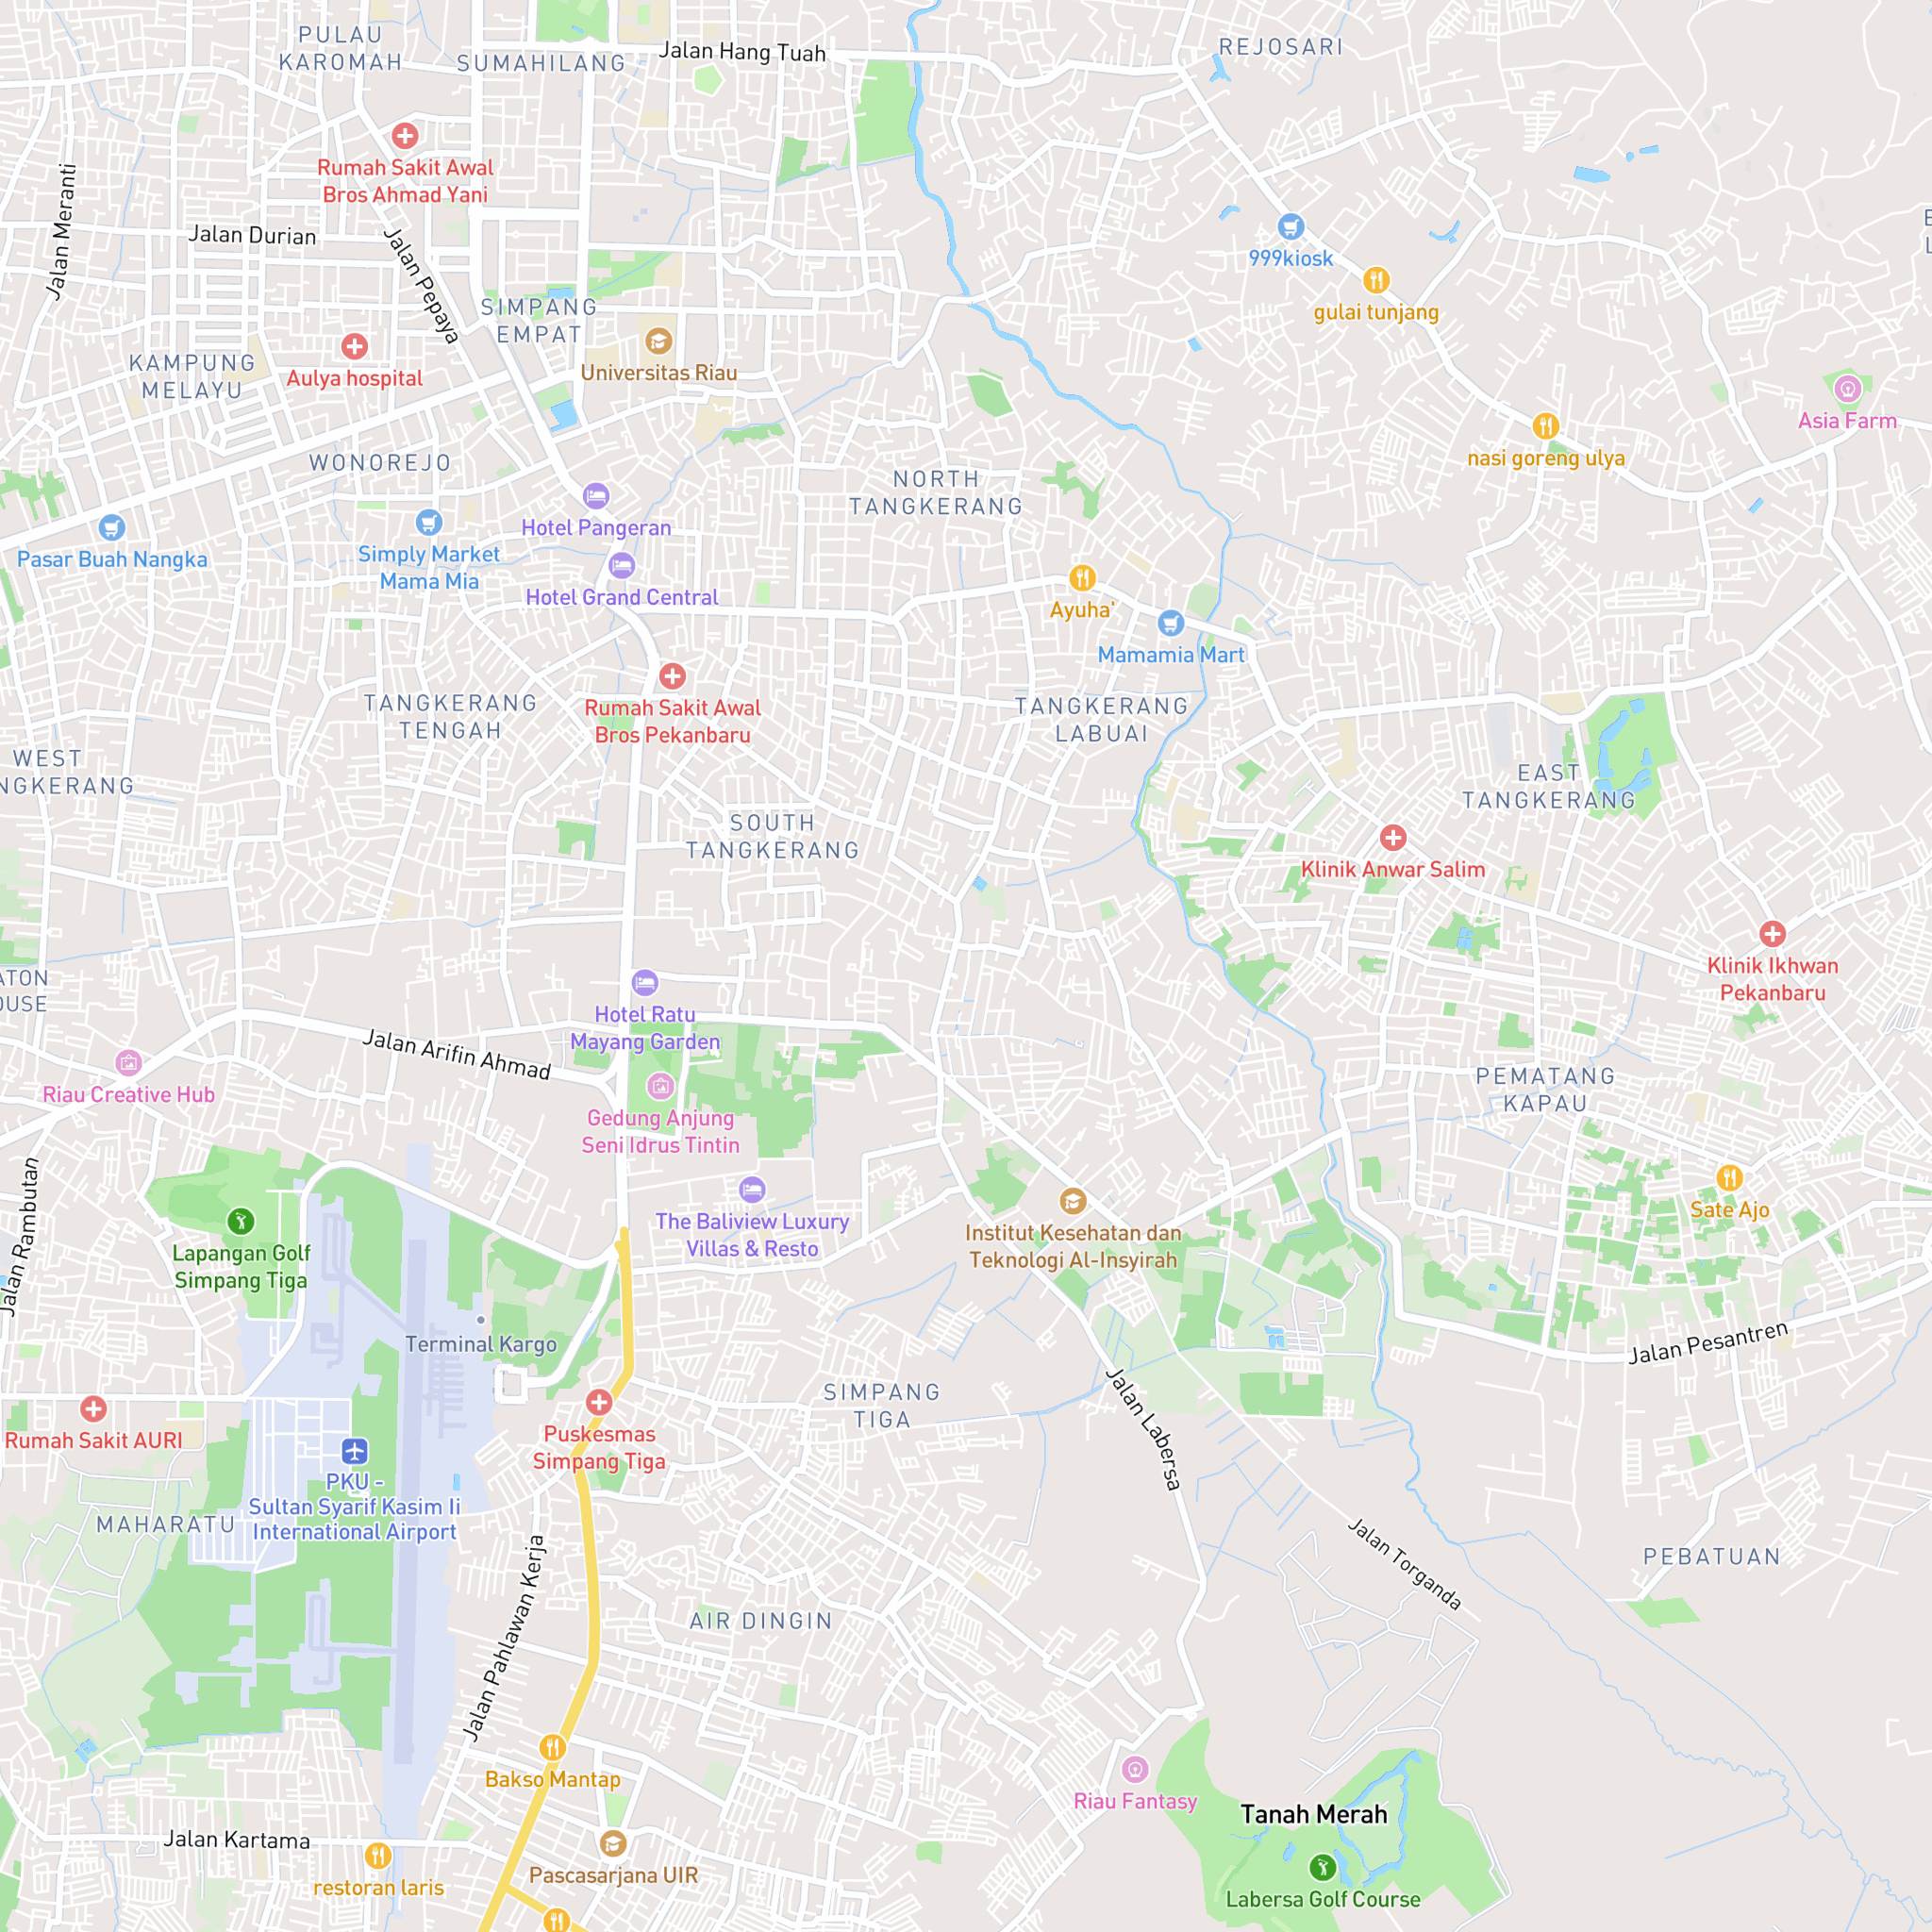 PULAU
KAROMAH
SUMAHILANG
Jalan Hang Tuah
REJOSARI
Rumah Sakit Awal
Bros Ahmad Yani
Jalan Meranti
Jalan Durian
Jalan Pepaya
999kiosk
gulai tunjang
SIMPANG
EMPAT
KAMPUNG
MELAYU
Aulya hospital
Universitas Riau
Asia Farm
nasi goreng ulya
WONOREJO
NORTH
TANGKERANG
Hotel Pangeran
Pasar Buah Nangka
Simply Market
Mama Mia
Hotel Grand Central
Ayuha'
Mamamia Mart
TANGKERANG
TENGAH
Rumah Sakit Awal
Bros Pekanbaru
TANGKERANG
LABUAI
WEST
NGKERANG
EAST
TANGKERANG
SOUTH
TANGKERANG
Klinik Anwar Salim
Klinik Ikhwan
Pekanbaru
ATON
OUSE
Hotel Ratu
Mayang Garden
Jalan Arifin Ahmad
Riau Creative Hub
Gedung Anjung
Seni Idrus Tintin
PEMATANG
KAPAU
Jalan Rambutan
Lapangan Golf
Simpang Tiga
The Baliview Luxury
Villas & Resto
Institut Kesehatan dan
Teknologi Al-Insyirah
Sate Ajo
Terminal Kargo
Jalan Pesantren
SIMPANG
TIGA
Jalan Labersa
Rumah Sakit AURI
Puskesmas
Simpang Tiga
PKU -
Sultan Syarif Kasim Ii
International Airport
MAHARATU
Jalan Pahlawan Kerja
Jalan Torganda
PEBATUAN
AIR DINGIN
Bakso Mantap
Riau Fantasy
Tanah Merah
Jalan Kartama
restoran laris
Pascasarjana UIR
Labersa Golf Course